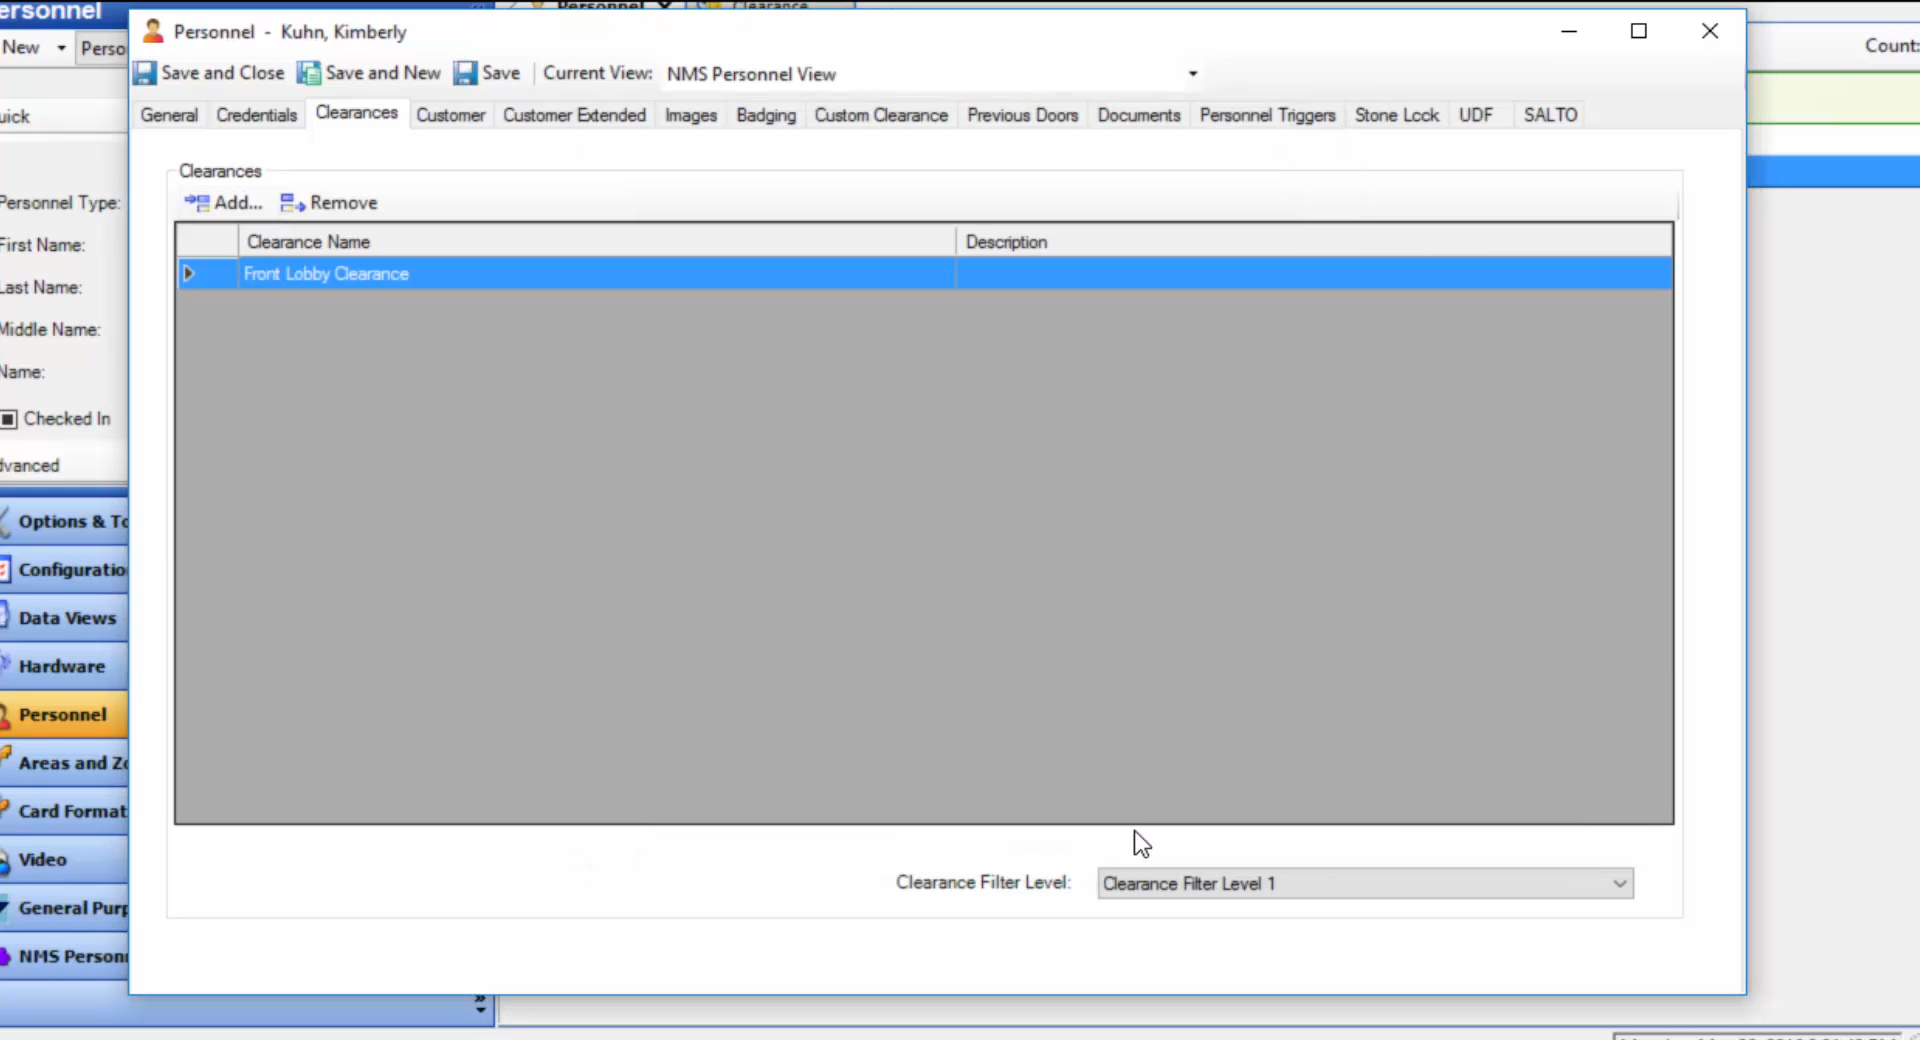 ersonnel
Personnel
Clearance
Personnel - Kuhn, Kimberly
New
Perso
Count:
Save and Close
Save and New
Save
Current View:
NMS Personnel View
General
Credentials
Clearances
Customer
Customer Extended
Images
Badging
Custom Clearance
Previous Doors
Documents
Personnel Triggers
Stone Lock
UDF
SALTO
uick
Clearances
Personnel Type:
Add...
Remove
First Name:
Clearance Name
Description
Front Lobby Clearance
Last Name:
Middle Name:
Name:
Checked In
dvanced
Options & To
Configuratio
Data Views
Hardware
Personnel
Areas and Zo
Card Format
Video
General Purp
NMS Personn
Clearance Filter Level:
Clearance Filter Level 1